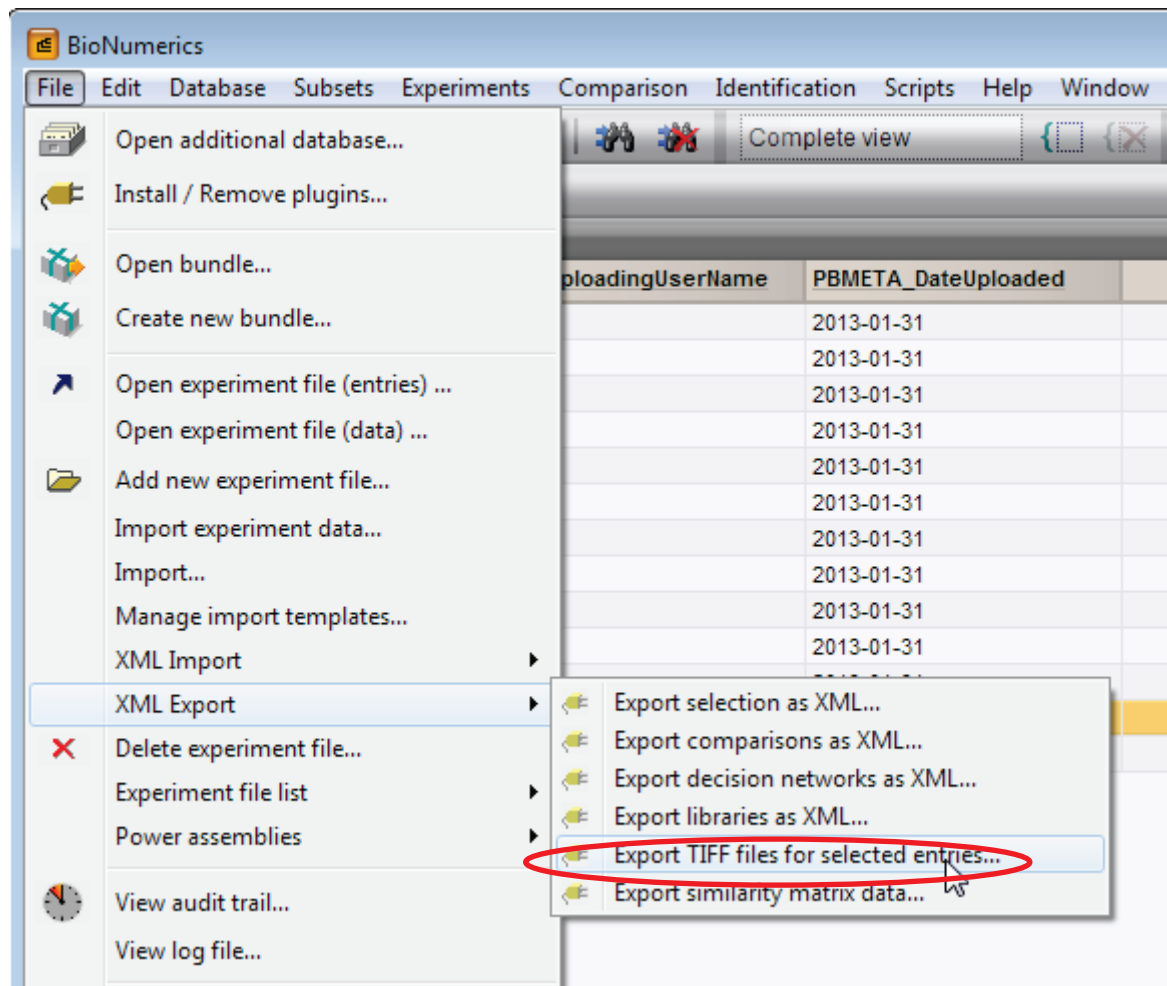 BioNumerics
File Edit Database Subsets Experiments Comparison Identification Scripts Help Window
Open additional database...
Complete view
Install / Remove plugins...
Open bundle...
ploadingUserName PBMETA_DateUploaded
Create new bundle...
2013-01-31
2013-01-31
Open experiment file (entries) ...
2013-01-31
Open experiment file (data) ...
2013-01-31
2013-01-31
Add new experiment file...
2013-01-31
Import experiment data...
2013-01-31
Import...
2013-01-31
Manage import templates...
2013-01-31
XML Import
2013-01-31
XML Export
Export selection as XML...
Export comparisons as XML...
Export decision networks as XML...
Export libraries as XML...
Export TIFF files for selected entries...
Export similarity matrix data...
Delete experiment file...
Experiment file list
Power assemblies
View audit trail...
View log file...